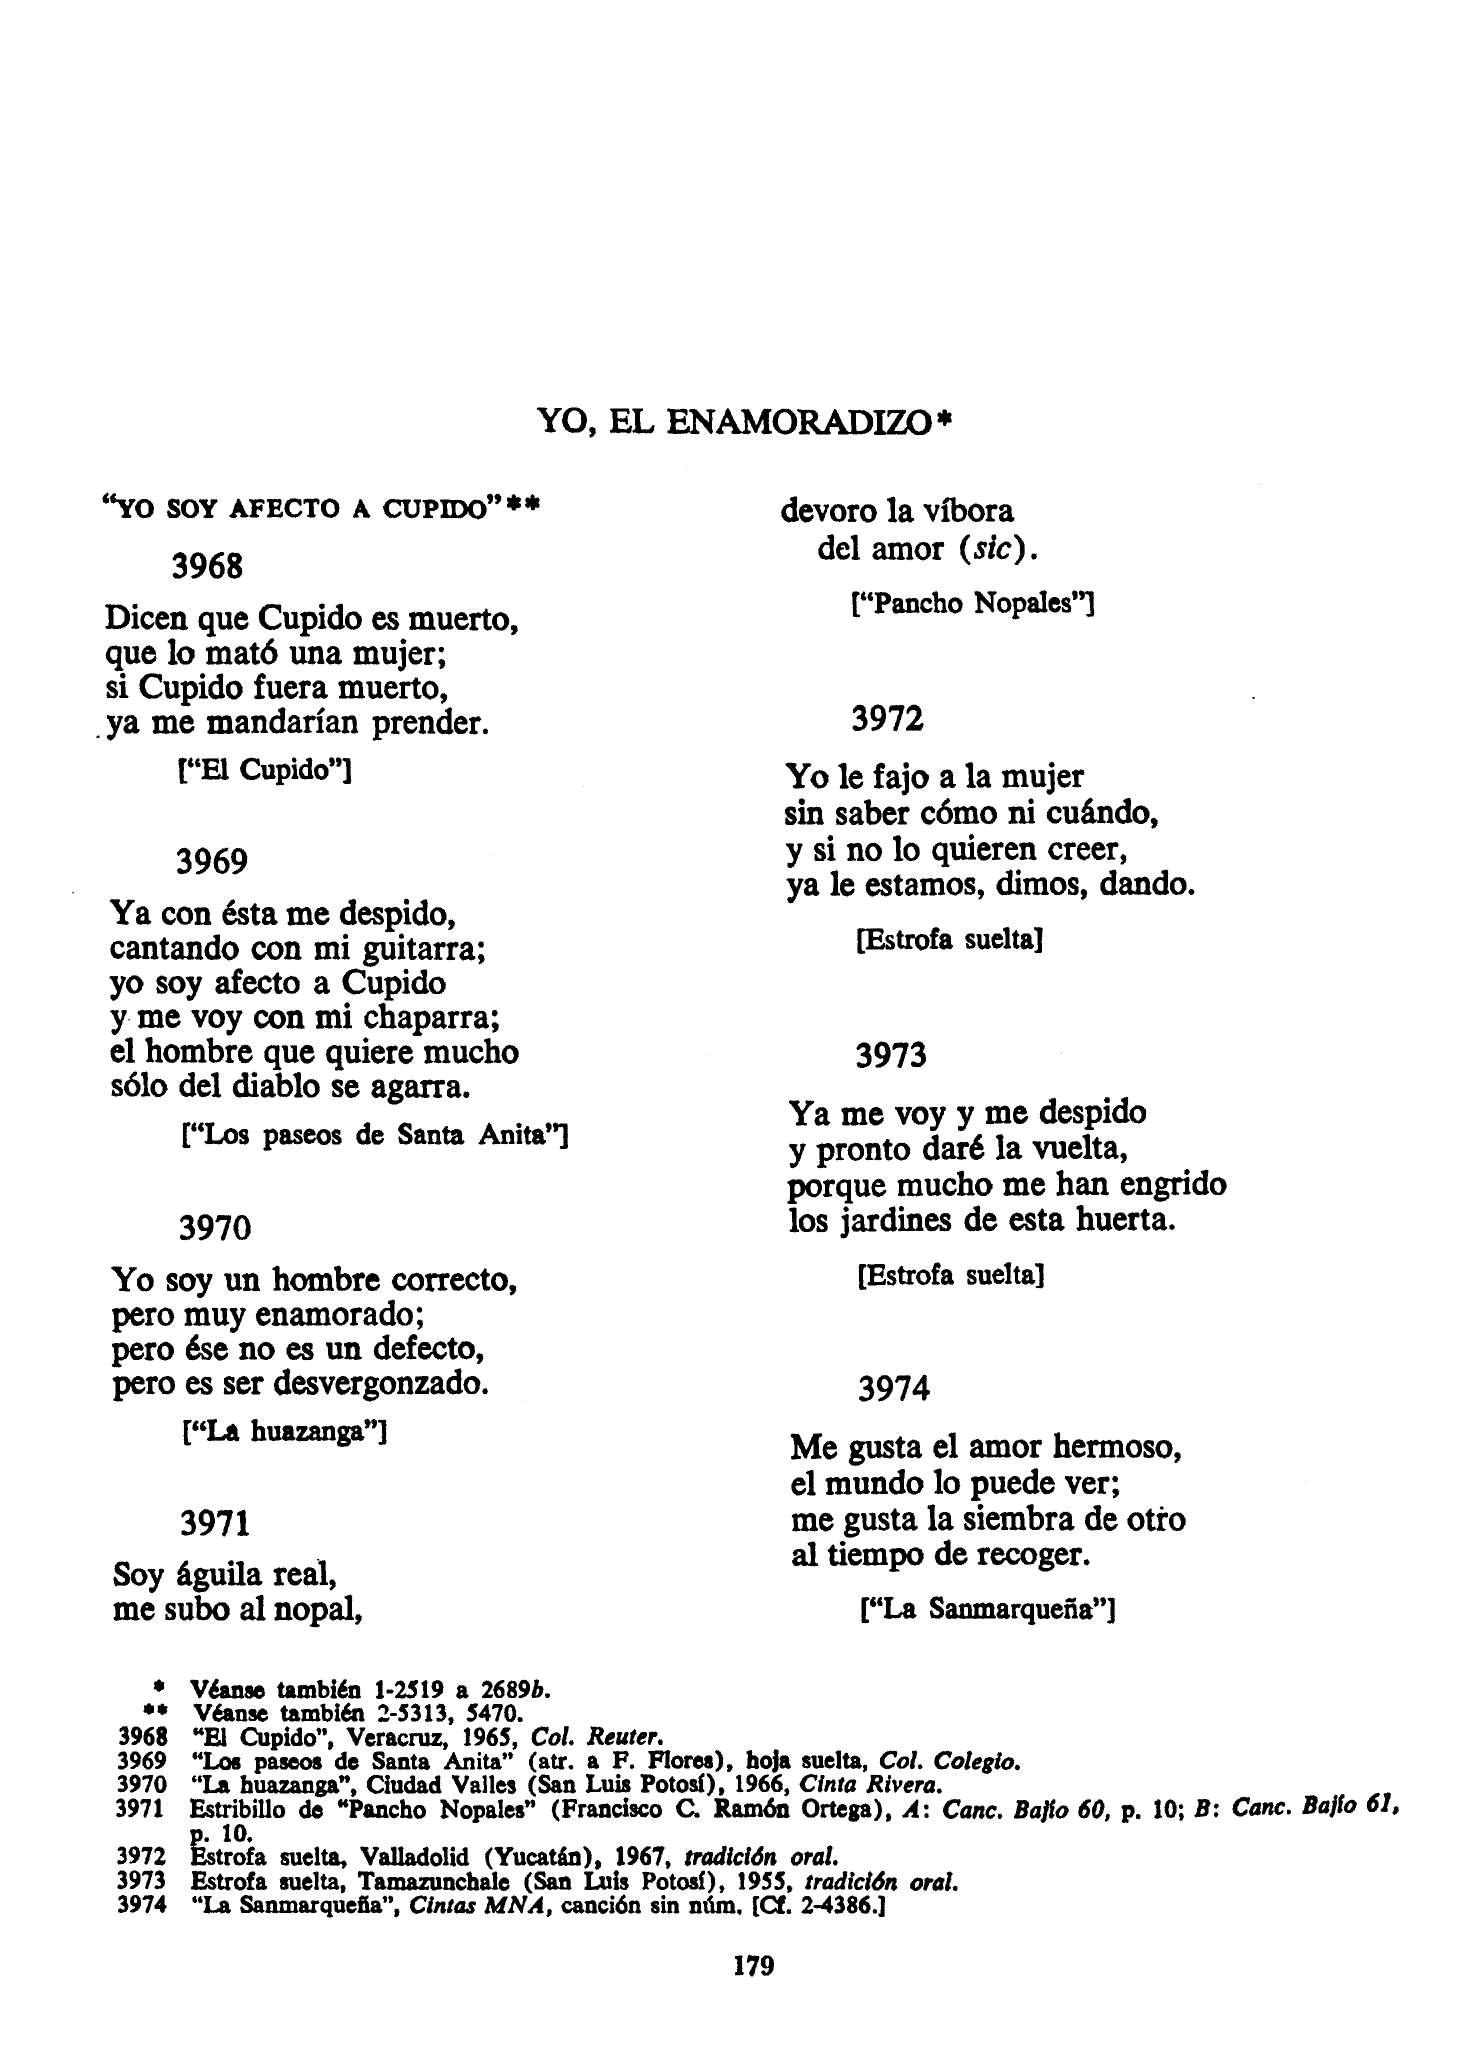 YO, EL ENAMORADIZO*
“YO SOY AFECTO A CUPIDO”**
3968
Dicen que Cupido es muerto,
que lo mató una mujer;
si Cupido fuera muerto,
ya me mandarían prender.
[“El Cupido”]
3969
Ya con ésta me despido,
cantando con mi guitarra;
yo soy afecto a Cupido
y me voy con mi chaparra;
el hombre que quiere mucho
sólo del diablo se agarra.
[“Los paseos de Santa Anita”]
3970
Yo soy un hombre correcto,
pero muy enamorado;
pero ése no es un defecto,
pero es ser desvergonzado.
[“La huazanga”]
3971
Soy águila real,
me subo al nopal,
devoro la víbora
del amor (sic).
[“Pancho Nopales”]
3972
Yo le fajo a la mujer
sin saber cómo ni cuándo,
y si no lo quieren creer,
ya le estamos, dimos, dando.
[Estrofa suelta]
3973
Ya me voy y me despido
y pronto daré la vuelta,
porque mucho me han engrido
los jardines de esta huerta.
[Estrofa suelta]
3974
Me gusta el amor hermoso,
el mundo lo puede ver;
me gusta la siembra de otro
al tiempo de recoger.
[“La Sanmarqueña”]
* Véanse también 1-2519 a 2689b.
** Véanse también 2-5313, 5470.
3968 “El Cupido”, Veracruz, 1965, Col. Reuter.
3969 “Los paseos de Santa Anita” (atr. a F. Flores), hoja suelta, Col. Colegio.
3970 “La huazanga”, Ciudad Valles (San Luis Potosí), 1966, Cinta Rivera.
3971 Estribillo de “Pancho Nopales” (Francisco C. Ramón Ortega), A: Canc. Bajío 60, p. 10; B: Canc. Bajío 61,
p. 10.
3972 Estrofa suelta, Valladolid (Yucatán), 1967, tradición oral.
3973 Estrofa suelta, Tamazunchale (San Luis Potosí), 1955, tradición oral.
3974 “La Sanmarqueña”, Cintas MNA, canción sin núm. [Cf. 2-4386.]
179